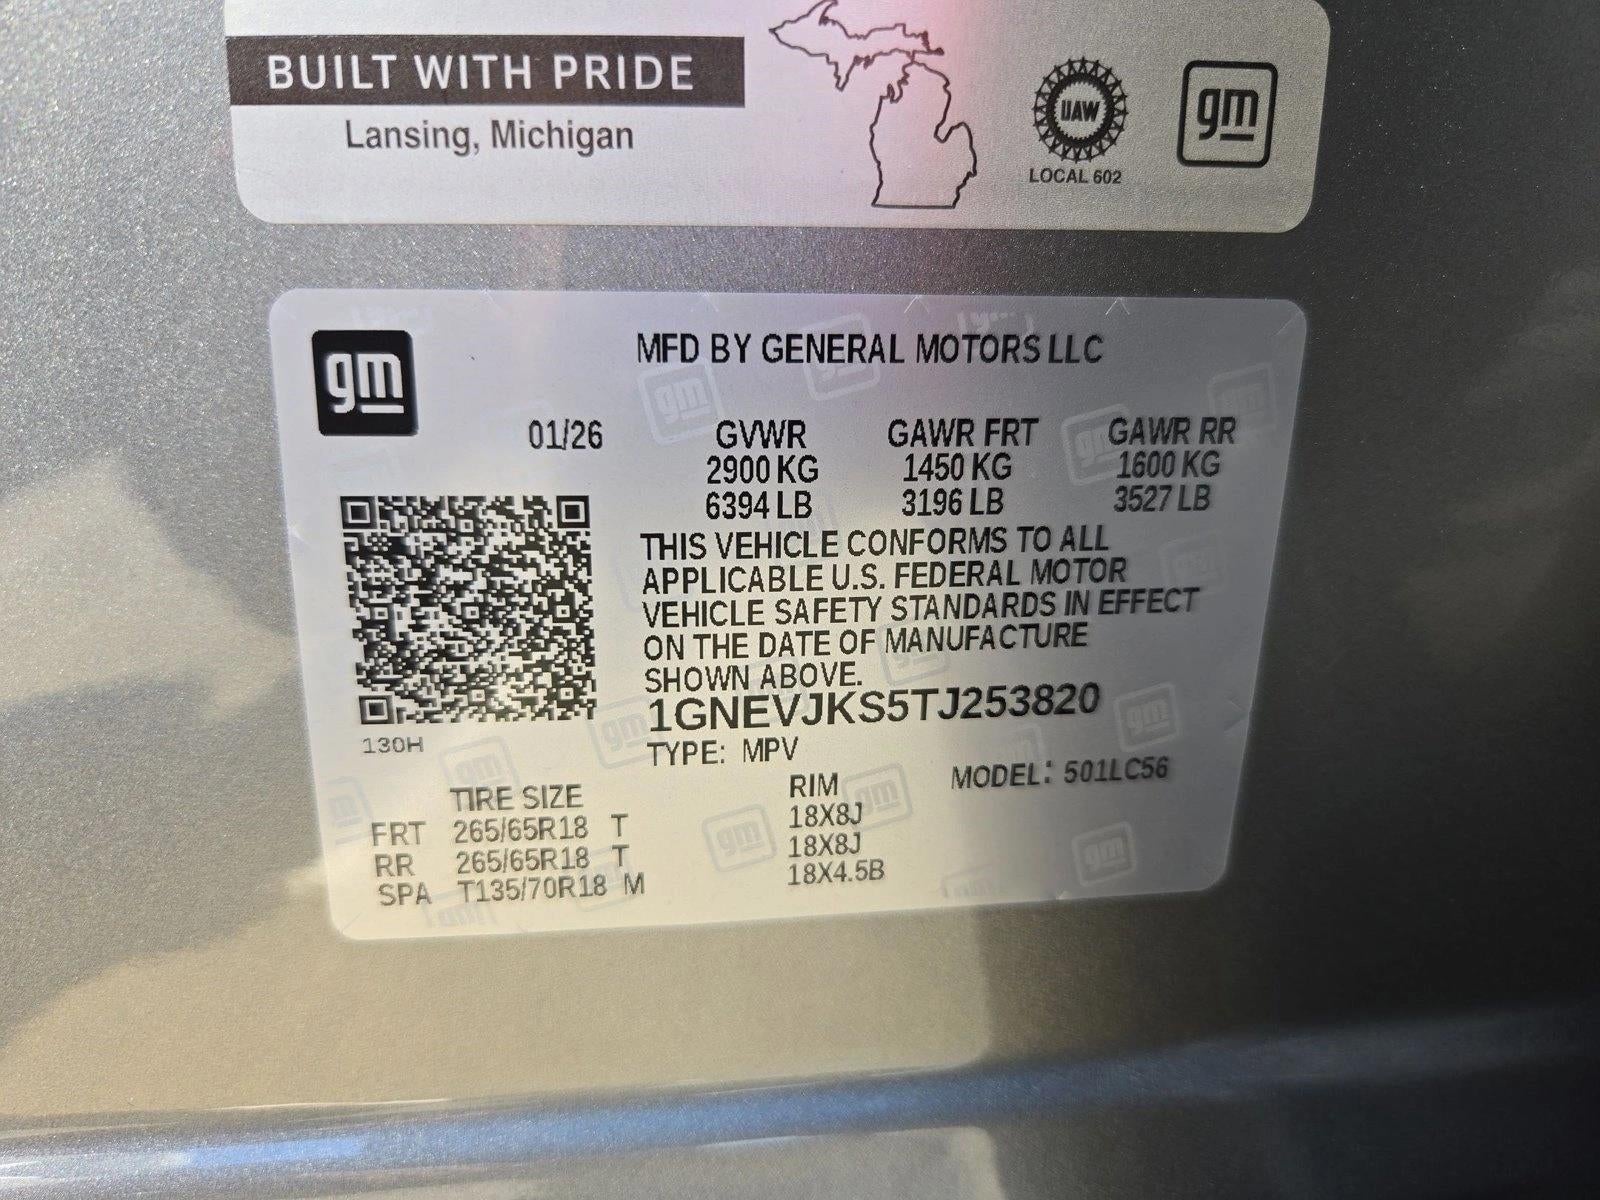 BUILT WITH PRIDE
Lansing, Michigan
UAW
LOCAL 602
gm
gm
MFD BY GENERAL MOTORS LLC
01/26 GVWR GAWR FRT GAWR RR
2900 KG 1450 KG 1600 KG
6394 LB 3196 LB 3527 LB
THIS VEHICLE CONFORMS TO ALL
APPLICABLE U.S. FEDERAL MOTOR
VEHICLE SAFETY STANDARDS IN EFFECT
ON THE DATE OF MANUFACTURE
SHOWN ABOVE.
1GNEVJKS5TJ253820
130H
TYPE: MPV
MODEL: 501LC56
TIRE SIZE RIM
FRT 265/65R18 T 18X8J
RR 265/65R18 T 18X8J
SPA T135/70R18 M 18X4.5B